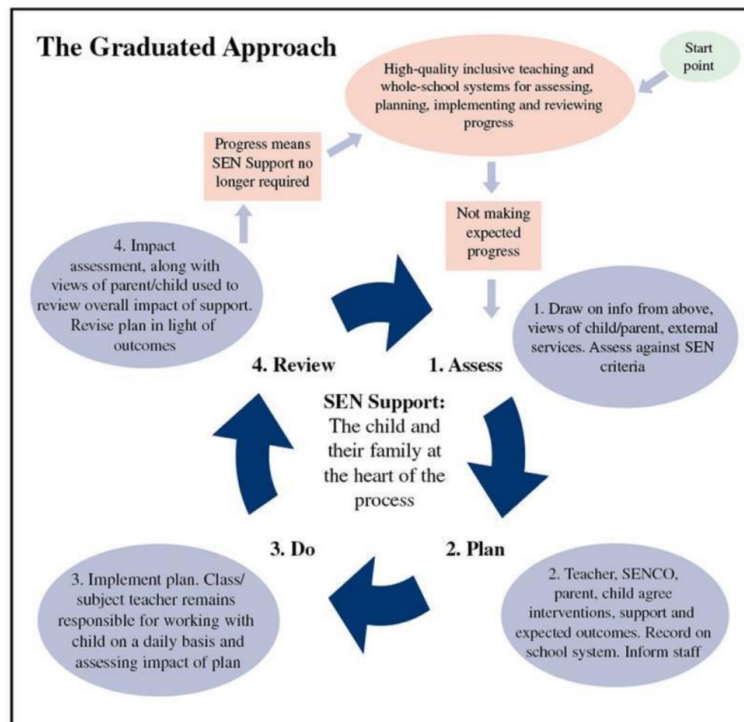 The Graduated Approach
Start
point
High-quality inclusive teaching and
whole-school systems for assessing,
planning, implementing and reviewing
progress
Progress means
SEN Support no
longer required
Not making
expected
progress
4. Impact
assessment, along with
views of parent/child used to
review overall impact of support.
Revise plan in light of
outcomes
1. Draw on info from above,
views of child/parent, external
services. Assess against SEN
criteria
4. Review
1. Assess
SEN Support:
The child and
their family at
the heart of the
process
3. Do
2. Plan
3. Implement plan. Class/
subject teacher remains
responsible for working with
child on a daily basis and
assessing impact of plan
2. Teacher, SENCO,
parent, child agree
interventions, support and
expected outcomes. Record on
school system. Inform staff